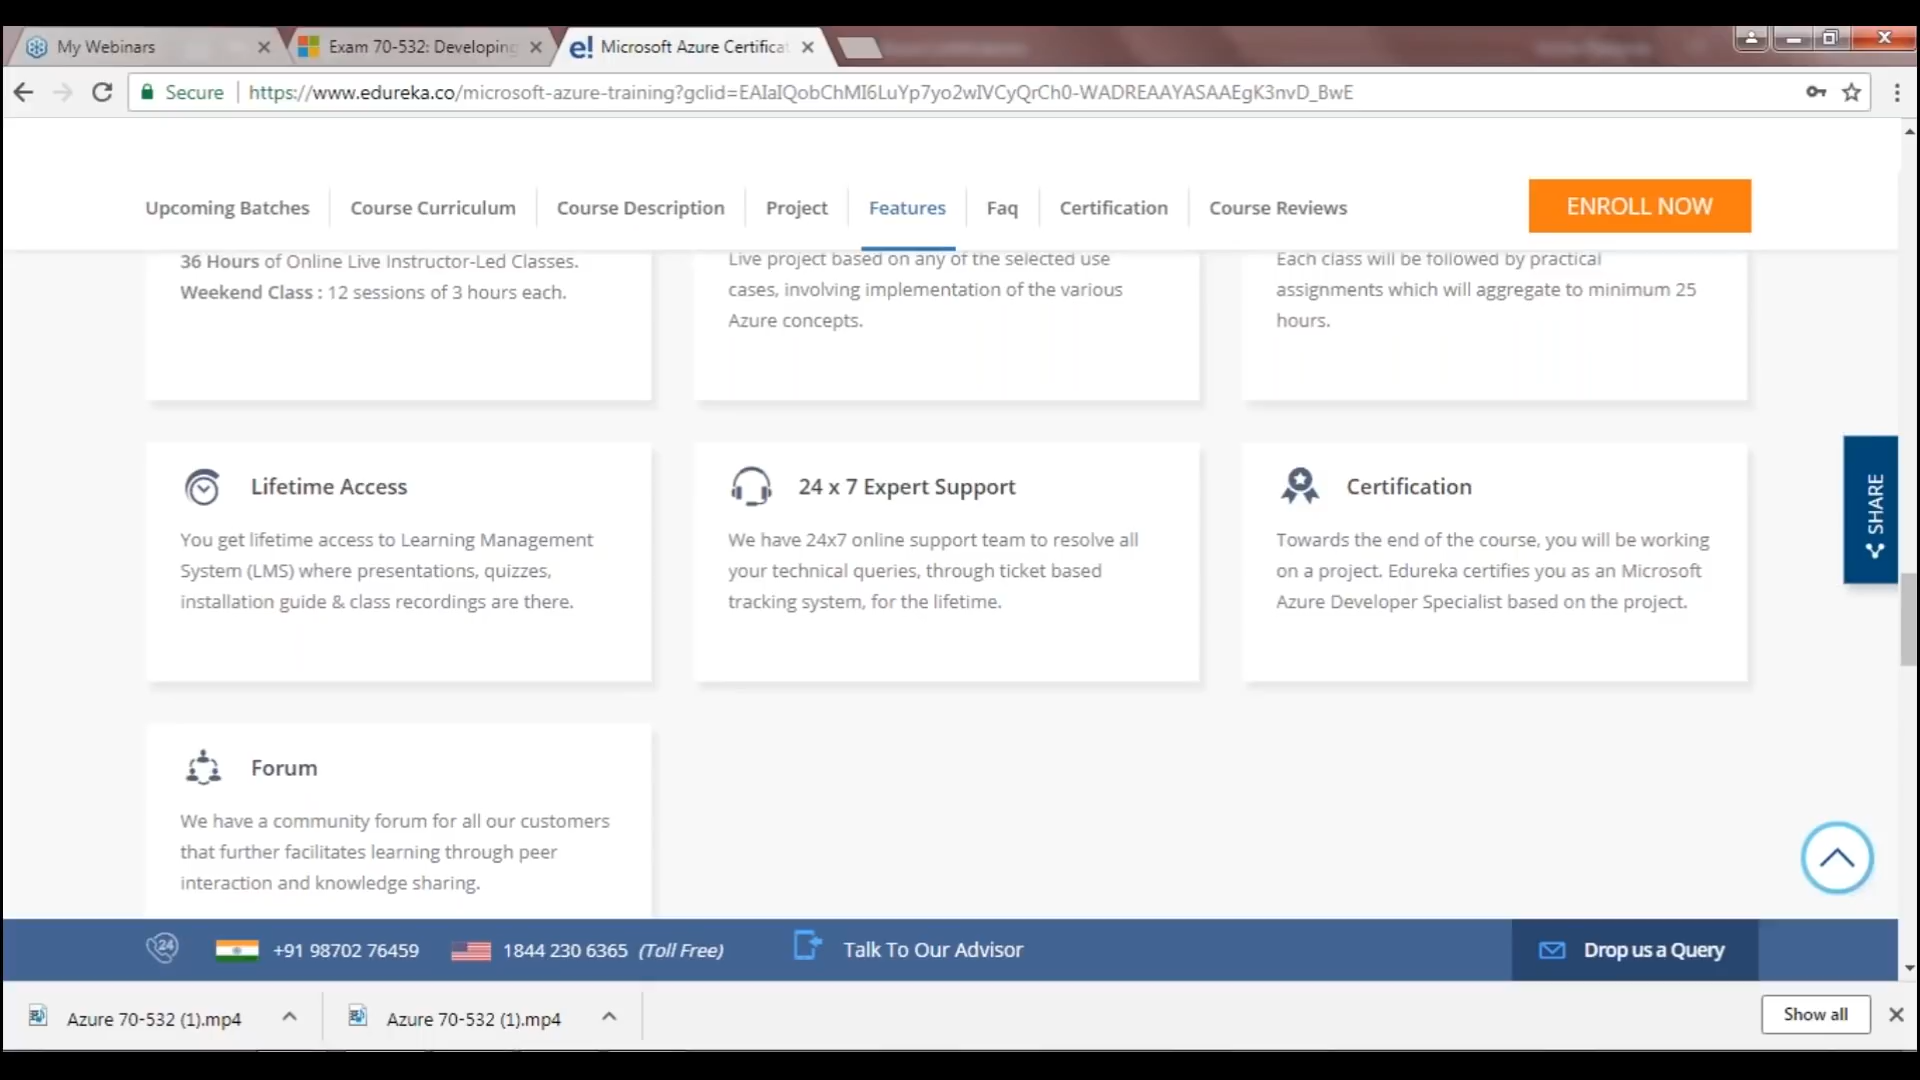 My Webinars
Exam 70-532: Developing
e! Microsoft Azure Certificat
Secure
https://www.edureka.co/microsoft-azure-training?gclid=EAIaIQobChMI6LuYp7yo2wIVCyQrCh0-WADREAAYASAAEgK3nvD_BwE
Upcoming Batches
Course Curriculum
Course Description
Project
Features
Faq
Certification
Course Reviews
ENROLL NOW
36 Hours of Online Live Instructor-Led Classes.
Weekend Class : 12 sessions of 3 hours each.
Live project based on any of the selected use
cases, involving implementation of the various
Azure concepts.
Each class will be followed by practical
assignments which will aggregate to minimum 25
hours.
Lifetime Access
You get lifetime access to Learning Management
System (LMS) where presentations, quizzes,
installation guide & class recordings are there.
24 x 7 Expert Support
We have 24x7 online support team to resolve all
your technical queries, through ticket based
tracking system, for the lifetime.
Certification
Towards the end of the course, you will be working
on a project. Edureka certifies you as an Microsoft
Azure Developer Specialist based on the project.
SHARE
Forum
We have a community forum for all our customers
that further facilitates learning through peer
interaction and knowledge sharing.
24
+91 98702 76459
1844 230 6365 (Toll Free)
Talk To Our Advisor
Drop us a Query
Azure 70-532 (1).mp4
Azure 70-532 (1).mp4
Show all